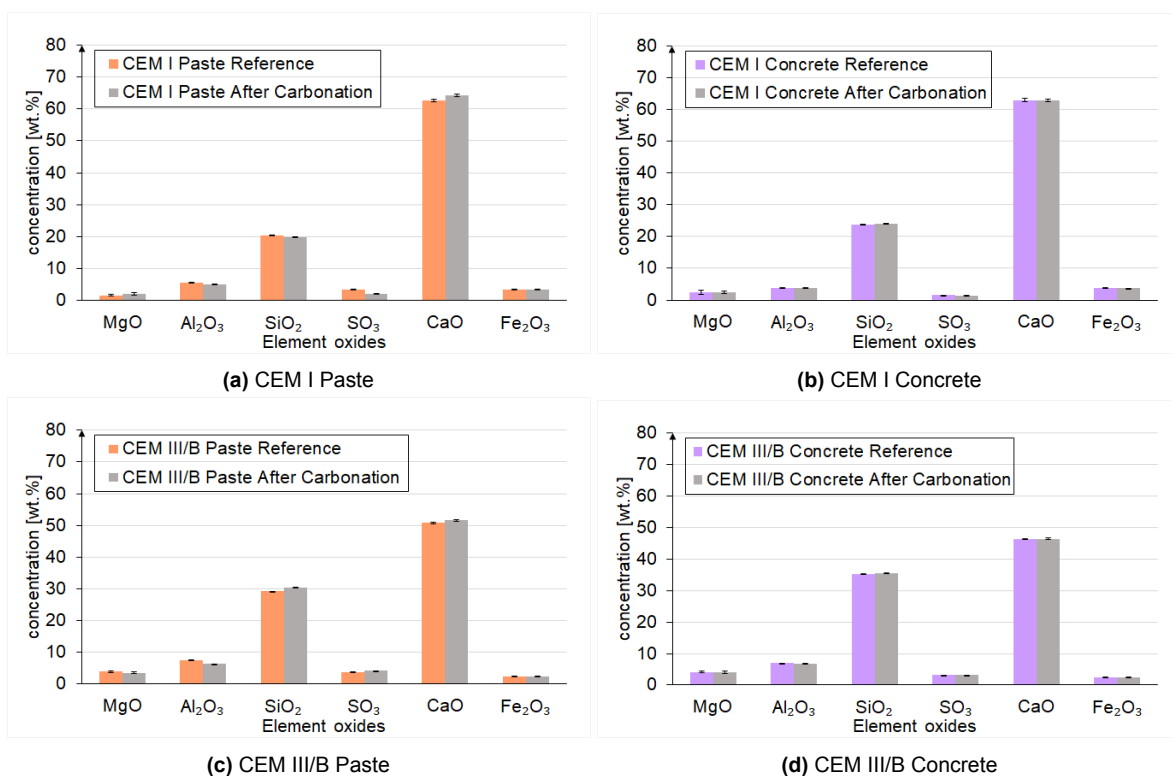 80
70
60
50
40
30
20
10
0
concentration [wt.%]
CEM I Paste Reference
CEM I Paste After Carbonation
MgO Al₂O₃ SiO₂ SO₃ CaO Fe₂O₃
Element oxides
(a) CEM I Paste
80
70
60
50
40
30
20
10
0
concentration [wt.%]
CEM I Concrete Reference
CEM I Concrete After Carbonation
MgO Al₂O₃ SiO₂ SO₃ CaO Fe₂O₃
Element oxides
(b) CEM I Concrete
80
70
60
50
40
30
20
10
0
concentration [wt.%]
CEM III/B Paste Reference
CEM III/B Paste After Carbonation
MgO Al₂O₃ SiO₂ SO₃ CaO Fe₂O₃
Element oxides
(c) CEM III/B Paste
80
70
60
50
40
30
20
10
0
concentration [wt.%]
CEM III/B Concrete Reference
CEM III/B Concrete After Carbonation
MgO Al₂O₃ SiO₂ SO₃ CaO Fe₂O₃
Element oxides
(d) CEM III/B Concrete